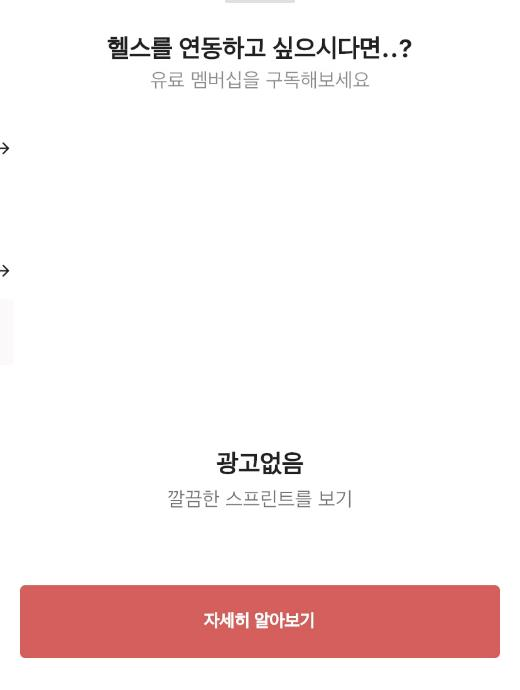 헬스를 연동하고 싶으시다면..?
유료 멤버십을 구독해보세요
광고없음
깔끔한 스프린트를 보기
자세히 알아보기